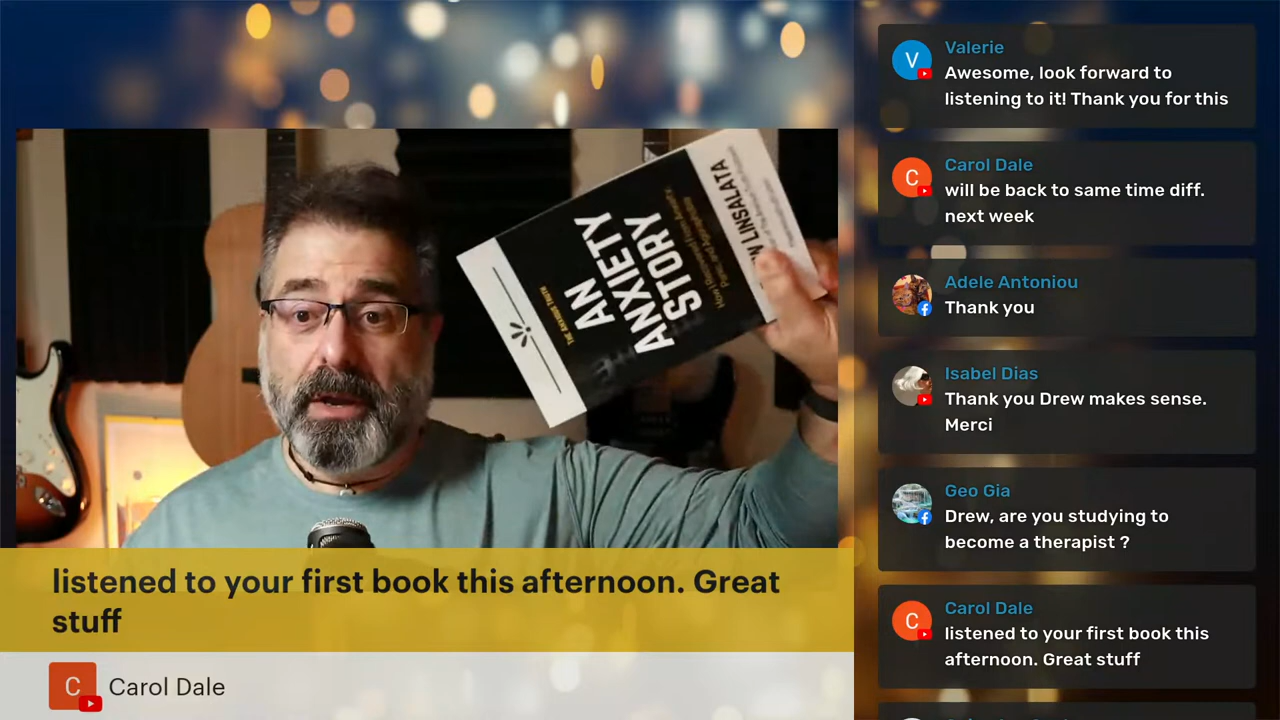 THE ANXIOUS TRUTH
AN
ANXIETY
STORY
LINSALATA
listened to your first book this afternoon. Great
stuff
C
Carol Dale
V
Valerie
Awesome, look forward to
listening to it! Thank you for this
C
Carol Dale
will be back to same time diff.
next week
Adele Antoniou
Thank you
Isabel Dias
Thank you Drew makes sense.
Merci
Geo Gia
Drew, are you studying to
become a therapist ?
C
Carol Dale
listened to your first book this
afternoon. Great stuff